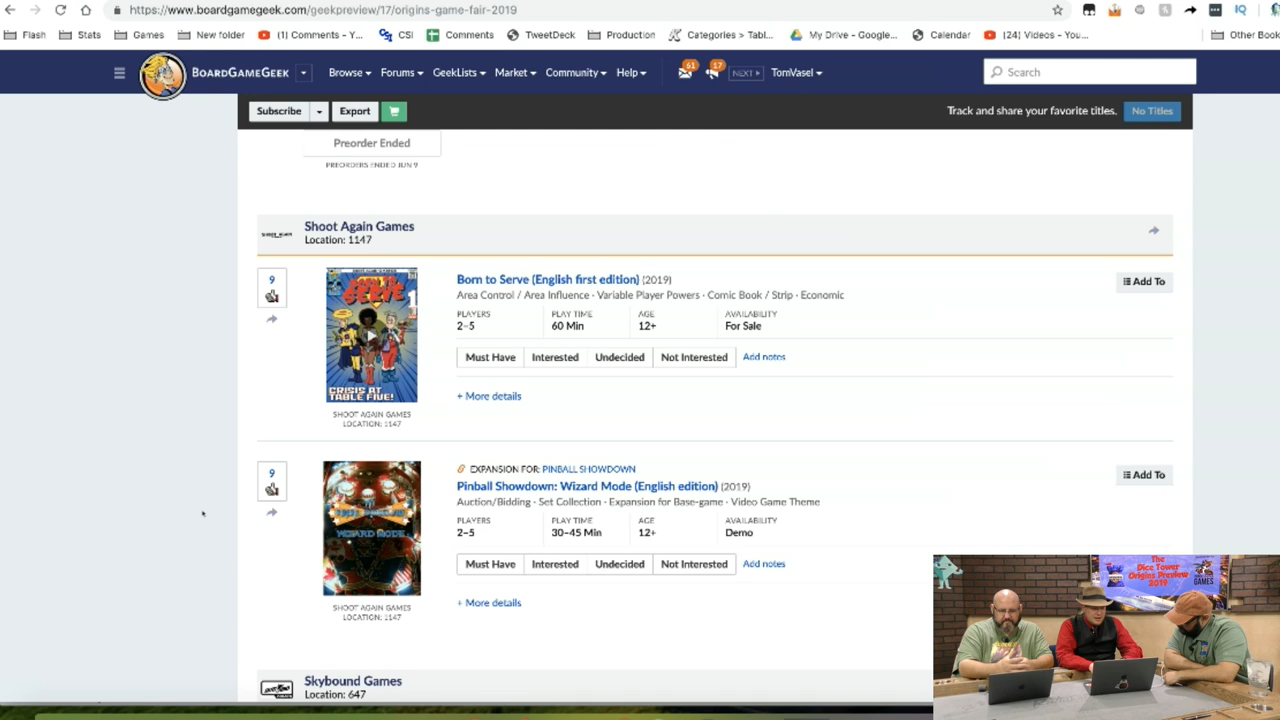 https://www.boardgamegeek.com/geekpreview/17/origins-game-fair-2019
Flash Stats Games New folder (1) Comments - Y... CSI Comments TweetDeck Production Categories > Tabl... My Drive - Google... Calendar (24) Videos - You... Other Book
BOARDGAMEGEEK Browse Forums GeekLists Market Community Help 61 17 NEXT TomVasel Search
Subscribe Export Track and share your favorite titles. No Titles
Preorder Ended
PREORDERS ENDED JUN 9
Shoot Again Games
Location: 1147
9
Born to Serve (English first edition) (2019)
Add To
Area Control / Area Influence · Variable Player Powers · Comic Book / Strip · Economic
PLAYERS PLAY TIME AGE AVAILABILITY
2–5 60 Min 12+ For Sale
Must Have Interested Undecided Not Interested Add notes
CRISIS AT
TABLE FIVE!
+ More details
SHOOT AGAIN GAMES
LOCATION: 1147
9
EXPANSION FOR: PINBALL SHOWDOWN
Pinball Showdown: Wizard Mode (English edition) (2019)
Add To
Auction/Bidding · Set Collection · Expansion for Base-game · Video Game Theme
PLAYERS PLAY TIME AGE AVAILABILITY
2–5 30–45 Min 12+ Demo
WIZARD MODE
Must Have Interested Undecided Not Interested Add notes
+ More details
SHOOT AGAIN GAMES
LOCATION: 1147
The
Dice Tower
Origins Preview
2019
GAMES
Skybound Games
Location: 647